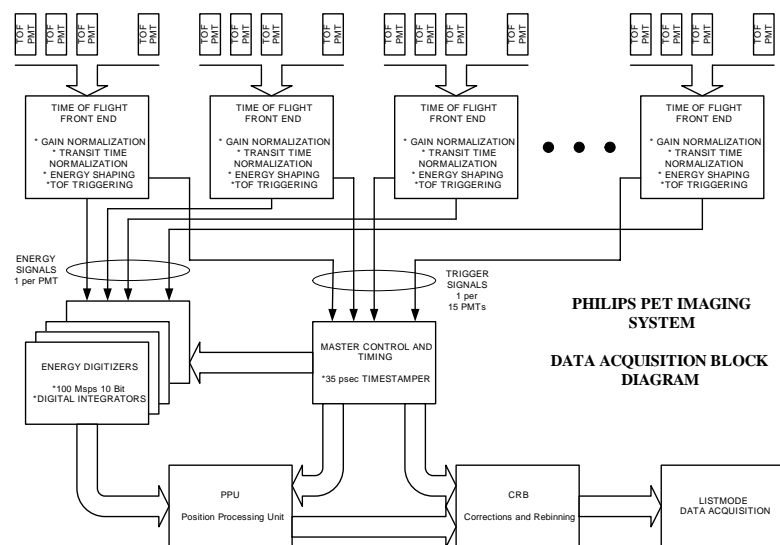 TOF PMT TOF PMT TOF PMT TOF PMT
TOF PMT TOF PMT TOF PMT TOF PMT
TOF PMT TOF PMT TOF PMT TOF PMT
TOF PMT TOF PMT TOF PMT TOF PMT
TIME OF FLIGHT
FRONT END
* GAIN NORMALIZATION
* TRANSIT TIME
NORMALIZATION
* ENERGY SHAPING
*TOF TRIGGERING
TIME OF FLIGHT
FRONT END
* GAIN NORMALIZATION
* TRANSIT TIME
NORMALIZATION
* ENERGY SHAPING
*TOF TRIGGERING
TIME OF FLIGHT
FRONT END
* GAIN NORMALIZATION
* TRANSIT TIME
NORMALIZATION
* ENERGY SHAPING
*TOF TRIGGERING
TIME OF FLIGHT
FRONT END
* GAIN NORMALIZATION
* TRANSIT TIME
NORMALIZATION
* ENERGY SHAPING
*TOF TRIGGERING
ENERGY
SIGNALS
1 per PMT
TRIGGER
SIGNALS
1 per
15 PMTs
PHILIPS PET IMAGING
SYSTEM
DATA ACQUISITION BLOCK
DIAGRAM
ENERGY DIGITIZERS
*100 Msps 10 Bit
*DIGITAL INTEGRATORS
MASTER CONTROL AND
TIMING
*35 psec TIMESTAMPER
PPU
Position Processing Unit
CRB
Corrections and Rebinning
LISTMODE
DATA ACQUISITION